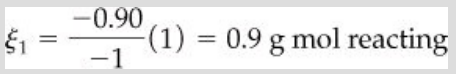 ξ₁ = −0.90 / −1 (1) = 0.9 g mol reacting